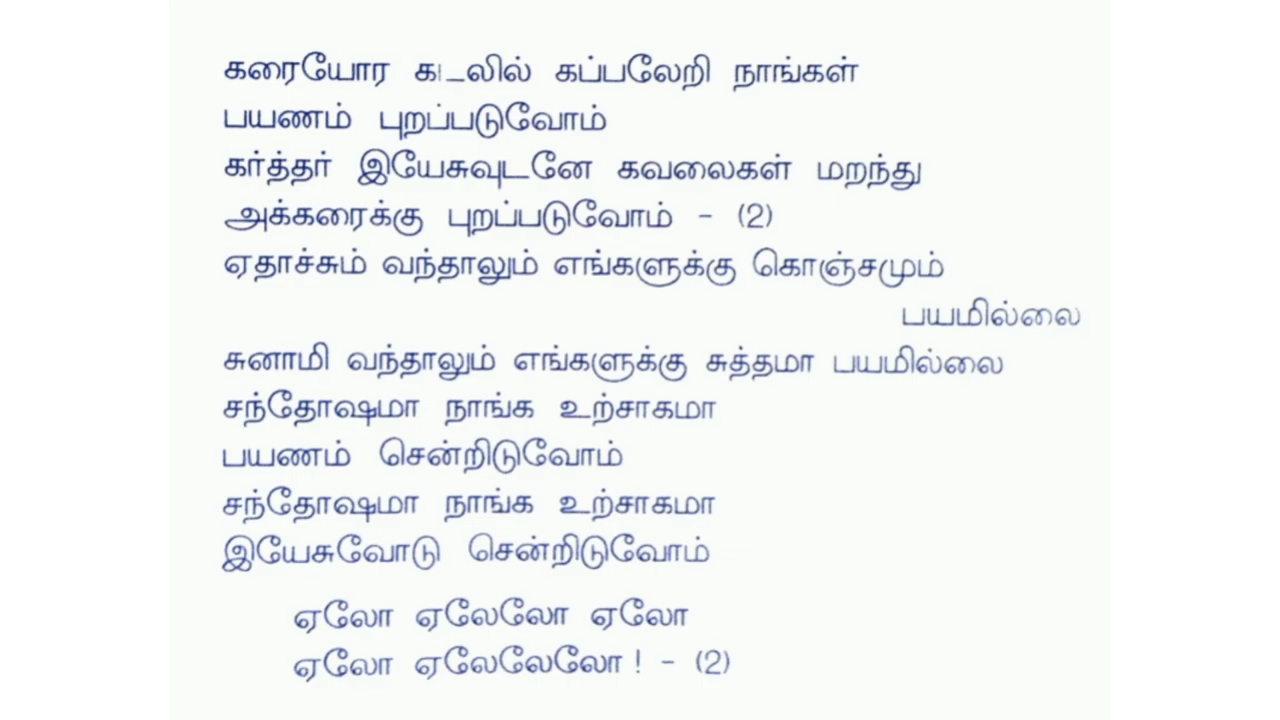 கரையோர கடலில் கப்பலேறி நாங்கள்
பயணம் புறப்படுவோம்
கர்த்தர் இயேசுவுடனே கவலைகள் மறந்து
அக்கரைக்கு புறப்படுவோம் - (2)
ஏதாச்சும் வந்தாலும் எங்களுக்கு கொஞ்சமும்
பயமில்லை
சுனாமி வந்தாலும் எங்களுக்கு சுத்தமா பயமில்லை
சந்தோஷமா நாங்க உற்சாகமா
பயணம் சென்றிடுவோம்
சந்தோஷமா நாங்க உற்சாகமா
இயேசுவோடு சென்றிடுவோம்
ஏலோ ஏலேலோ ஏலோ
ஏலோ ஏலேலேலோ ! - (2)